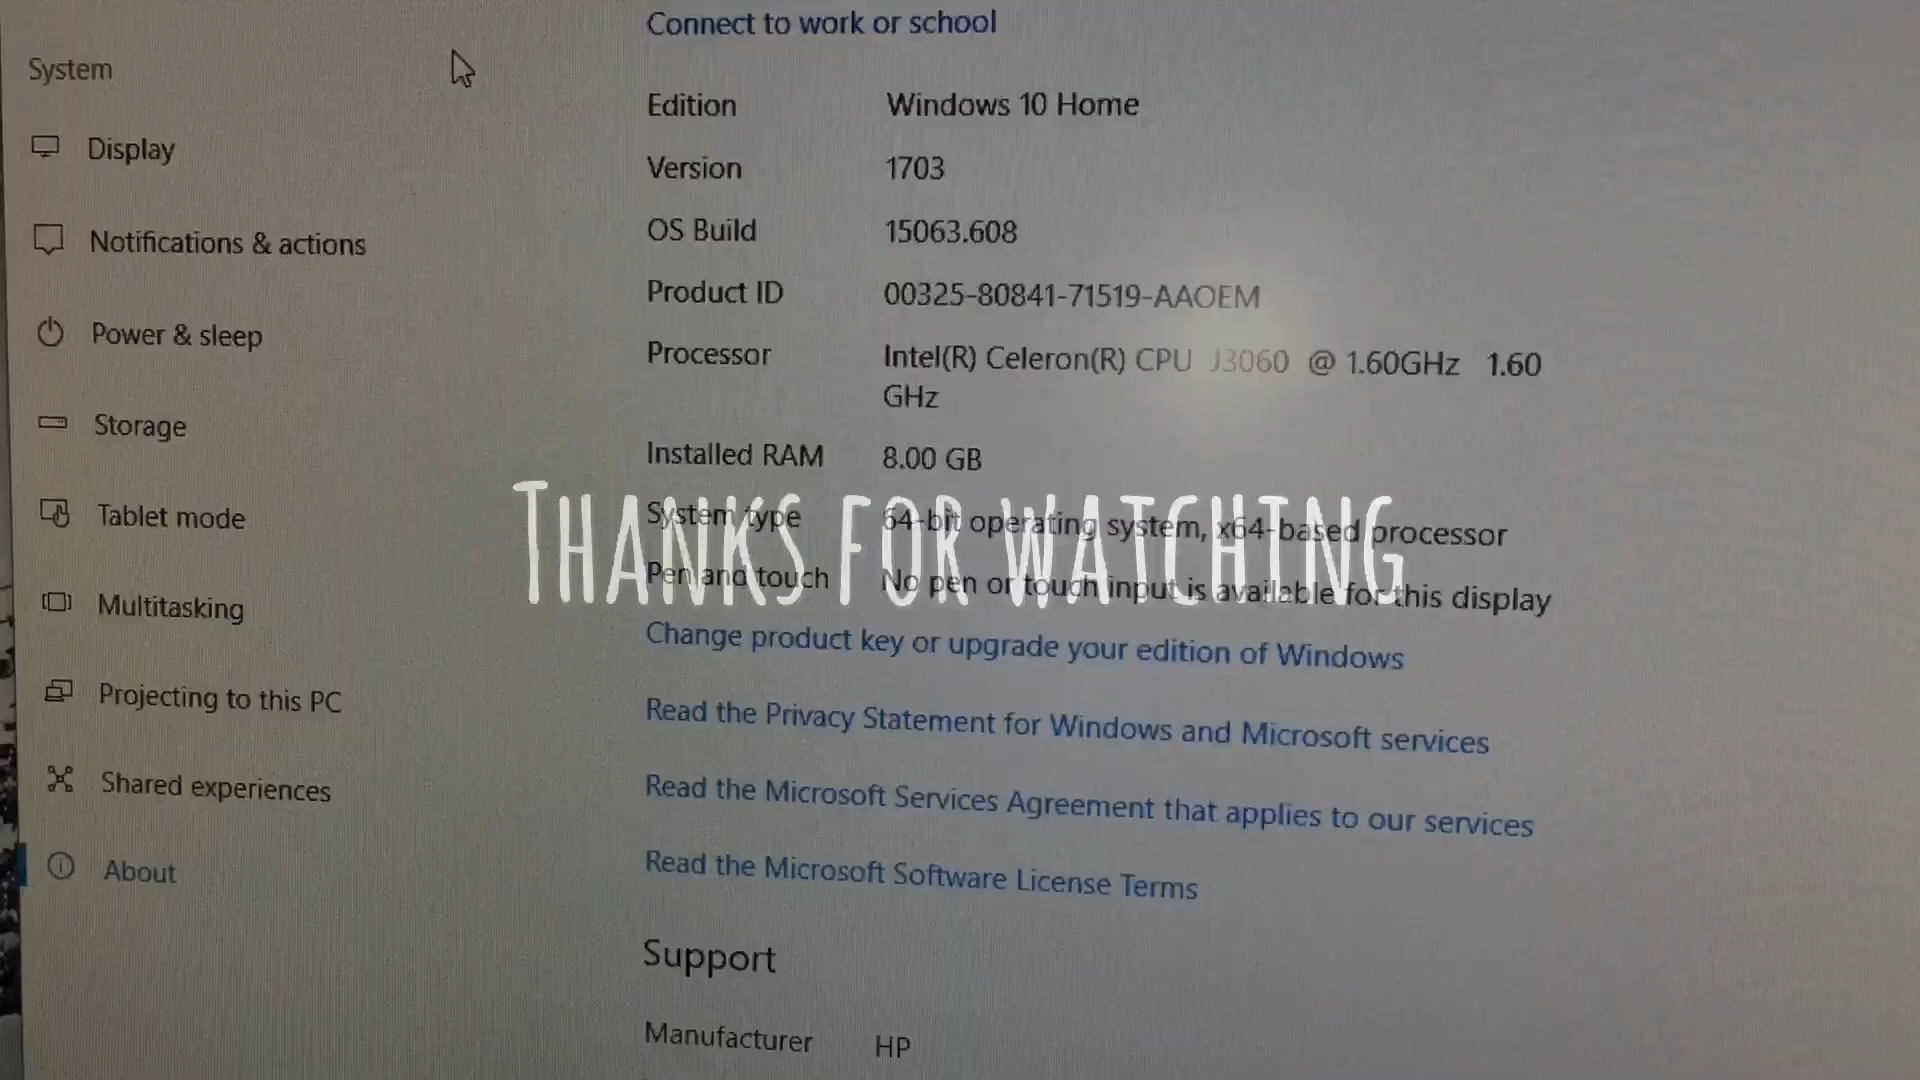 Connect to work or school
System
Edition Windows 10 Home
Display
Version 1703
OS Build 15063.608
Notifications & actions
Product ID 00325-80841-71519-AAOEM
Power & sleep
Processor Intel(R) Celeron(R) CPU J3060 @ 1.60GHz 1.60
GHz
Storage
Installed RAM 8.00 GB
Tablet mode
System type 64-bit operating system, x64-based processor
THANKS FOR WATCHING
Pen and touch No pen or touch input is available for this display
Multitasking
Change product key or upgrade your edition of Windows
Projecting to this PC
Read the Privacy Statement for Windows and Microsoft services
Shared experiences
Read the Microsoft Services Agreement that applies to our services
About
Read the Microsoft Software License Terms
Support
Manufacturer HP